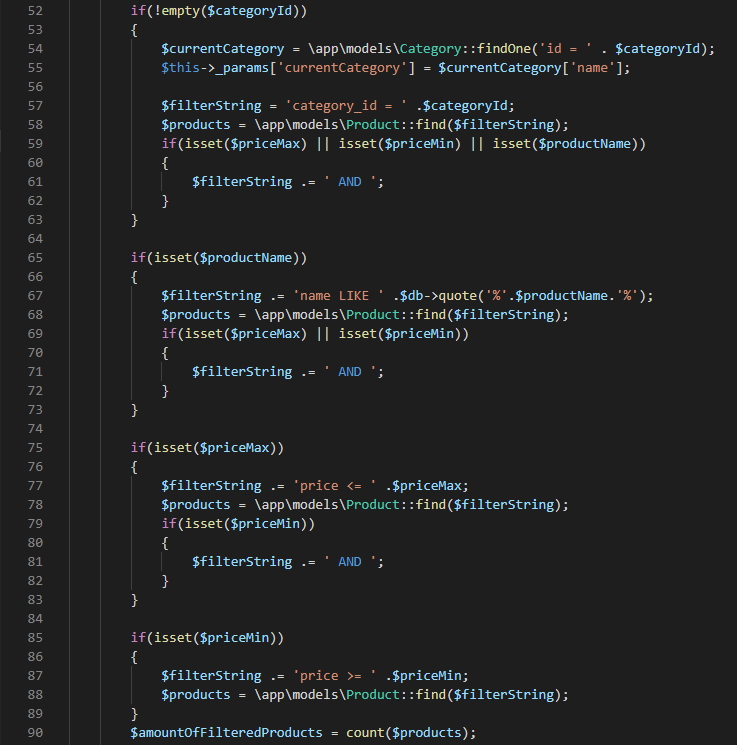 52 if(!empty($categoryId))
53 {
54 $currentCategory = \app\models\Category::findOne('id = ' . $categoryId);
55 $this->_params['currentCategory'] = $currentCategory['name'];
56
57 $filterString = 'category_id = ' .$categoryId;
58 $products = \app\models\Product::find($filterString);
59 if(isset($priceMax) || isset($priceMin) || isset($productName))
60 {
61 $filterString .= ' AND ';
62 }
63 }
64
65 if(isset($productName))
66 {
67 $filterString .= 'name LIKE ' .$db->quote('%'.$productName.'%');
68 $products = \app\models\Product::find($filterString);
69 if(isset($priceMax) || isset($priceMin))
70 {
71 $filterString .= ' AND ';
72 }
73 }
74
75 if(isset($priceMax))
76 {
77 $filterString .= 'price <= ' .$priceMax;
78 $products = \app\models\Product::find($filterString);
79 if(isset($priceMin))
80 {
81 $filterString .= ' AND ';
82 }
83 }
84
85 if(isset($priceMin))
86 {
87 $filterString .= 'price >= ' .$priceMin;
88 $products = \app\models\Product::find($filterString);
89 }
90 $amountOfFilteredProducts = count($products);